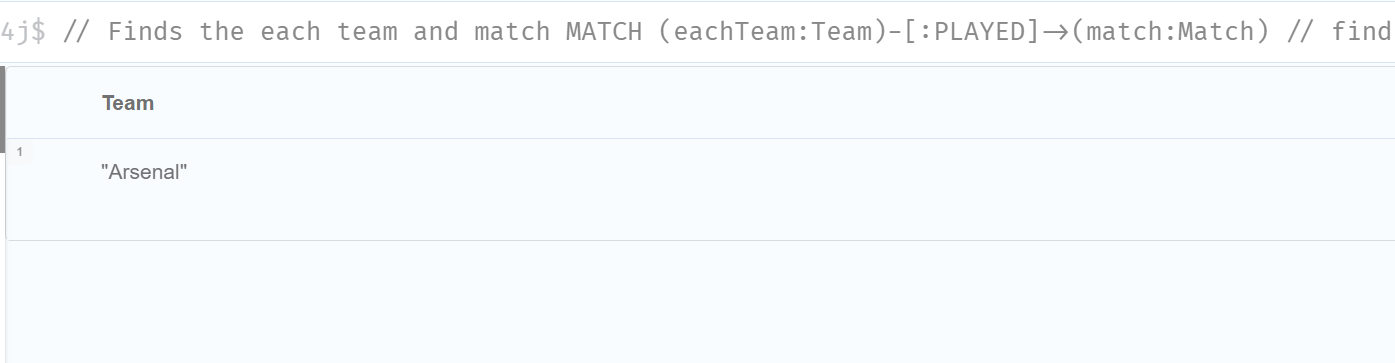 4j$ // Finds the each team and match MATCH (eachTeam:Team)-[:PLAYED]->(match:Match) // find
Team
1
"Arsenal"